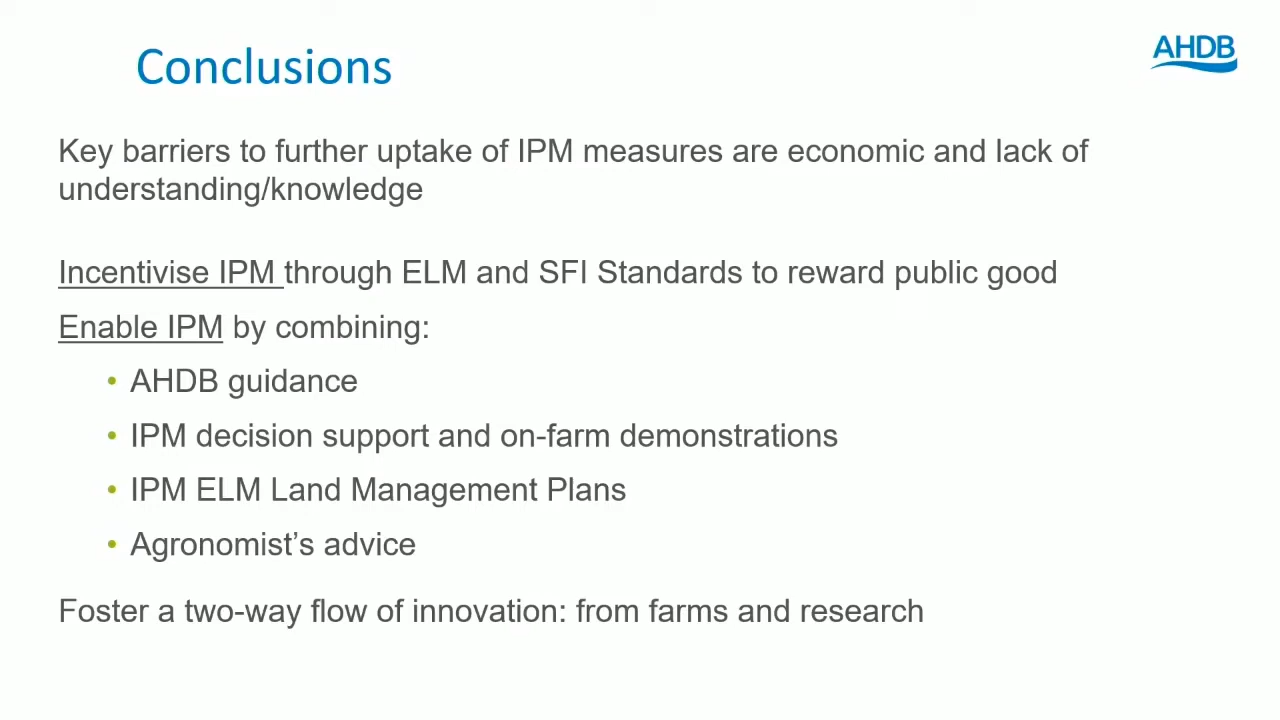 Conclusions
AHDB
Key barriers to further uptake of IPM measures are economic and lack of
understanding/knowledge
Incentivise IPM through ELM and SFI Standards to reward public good
Enable IPM by combining:
• AHDB guidance
• IPM decision support and on-farm demonstrations
• IPM ELM Land Management Plans
• Agronomist’s advice
Foster a two-way flow of innovation: from farms and research